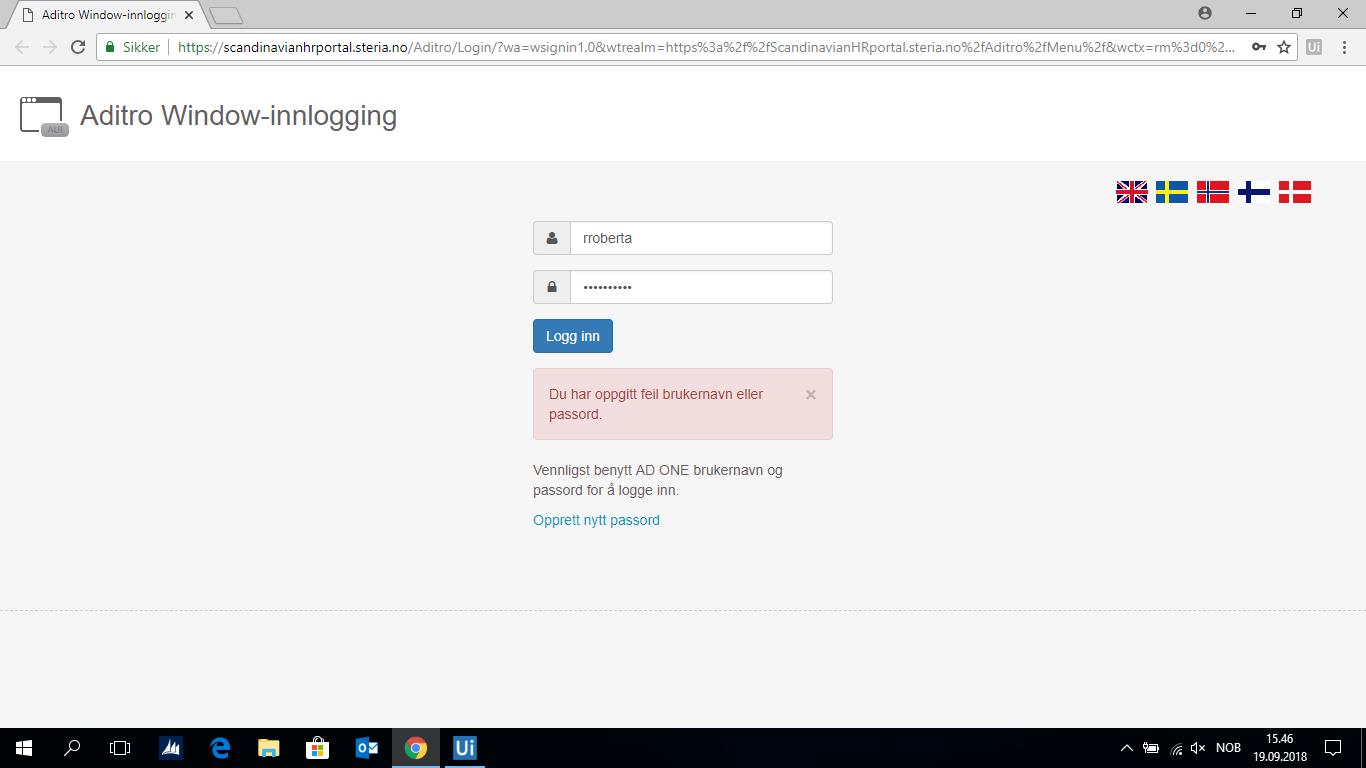 Aditro Window-innloggin
Sikker
https://scandinavianhrportal.steria.no/Aditro/Login/?wa=wsignin1.0&wtrealm=https%3a%2f%2fScandinavianHRportal.steria.no%2fAditro%2fMenu%2f&wctx=rm%3d0%2...
Ui
AUI
Aditro Window-innlogging
rroberta
Logg inn
Du har oppgitt feil brukernavn eller
passord.
Vennligst benytt AD ONE brukernavn og
passord for å logge inn.
Opprett nytt passord
Ui
NOB
15.46
19.09.2018